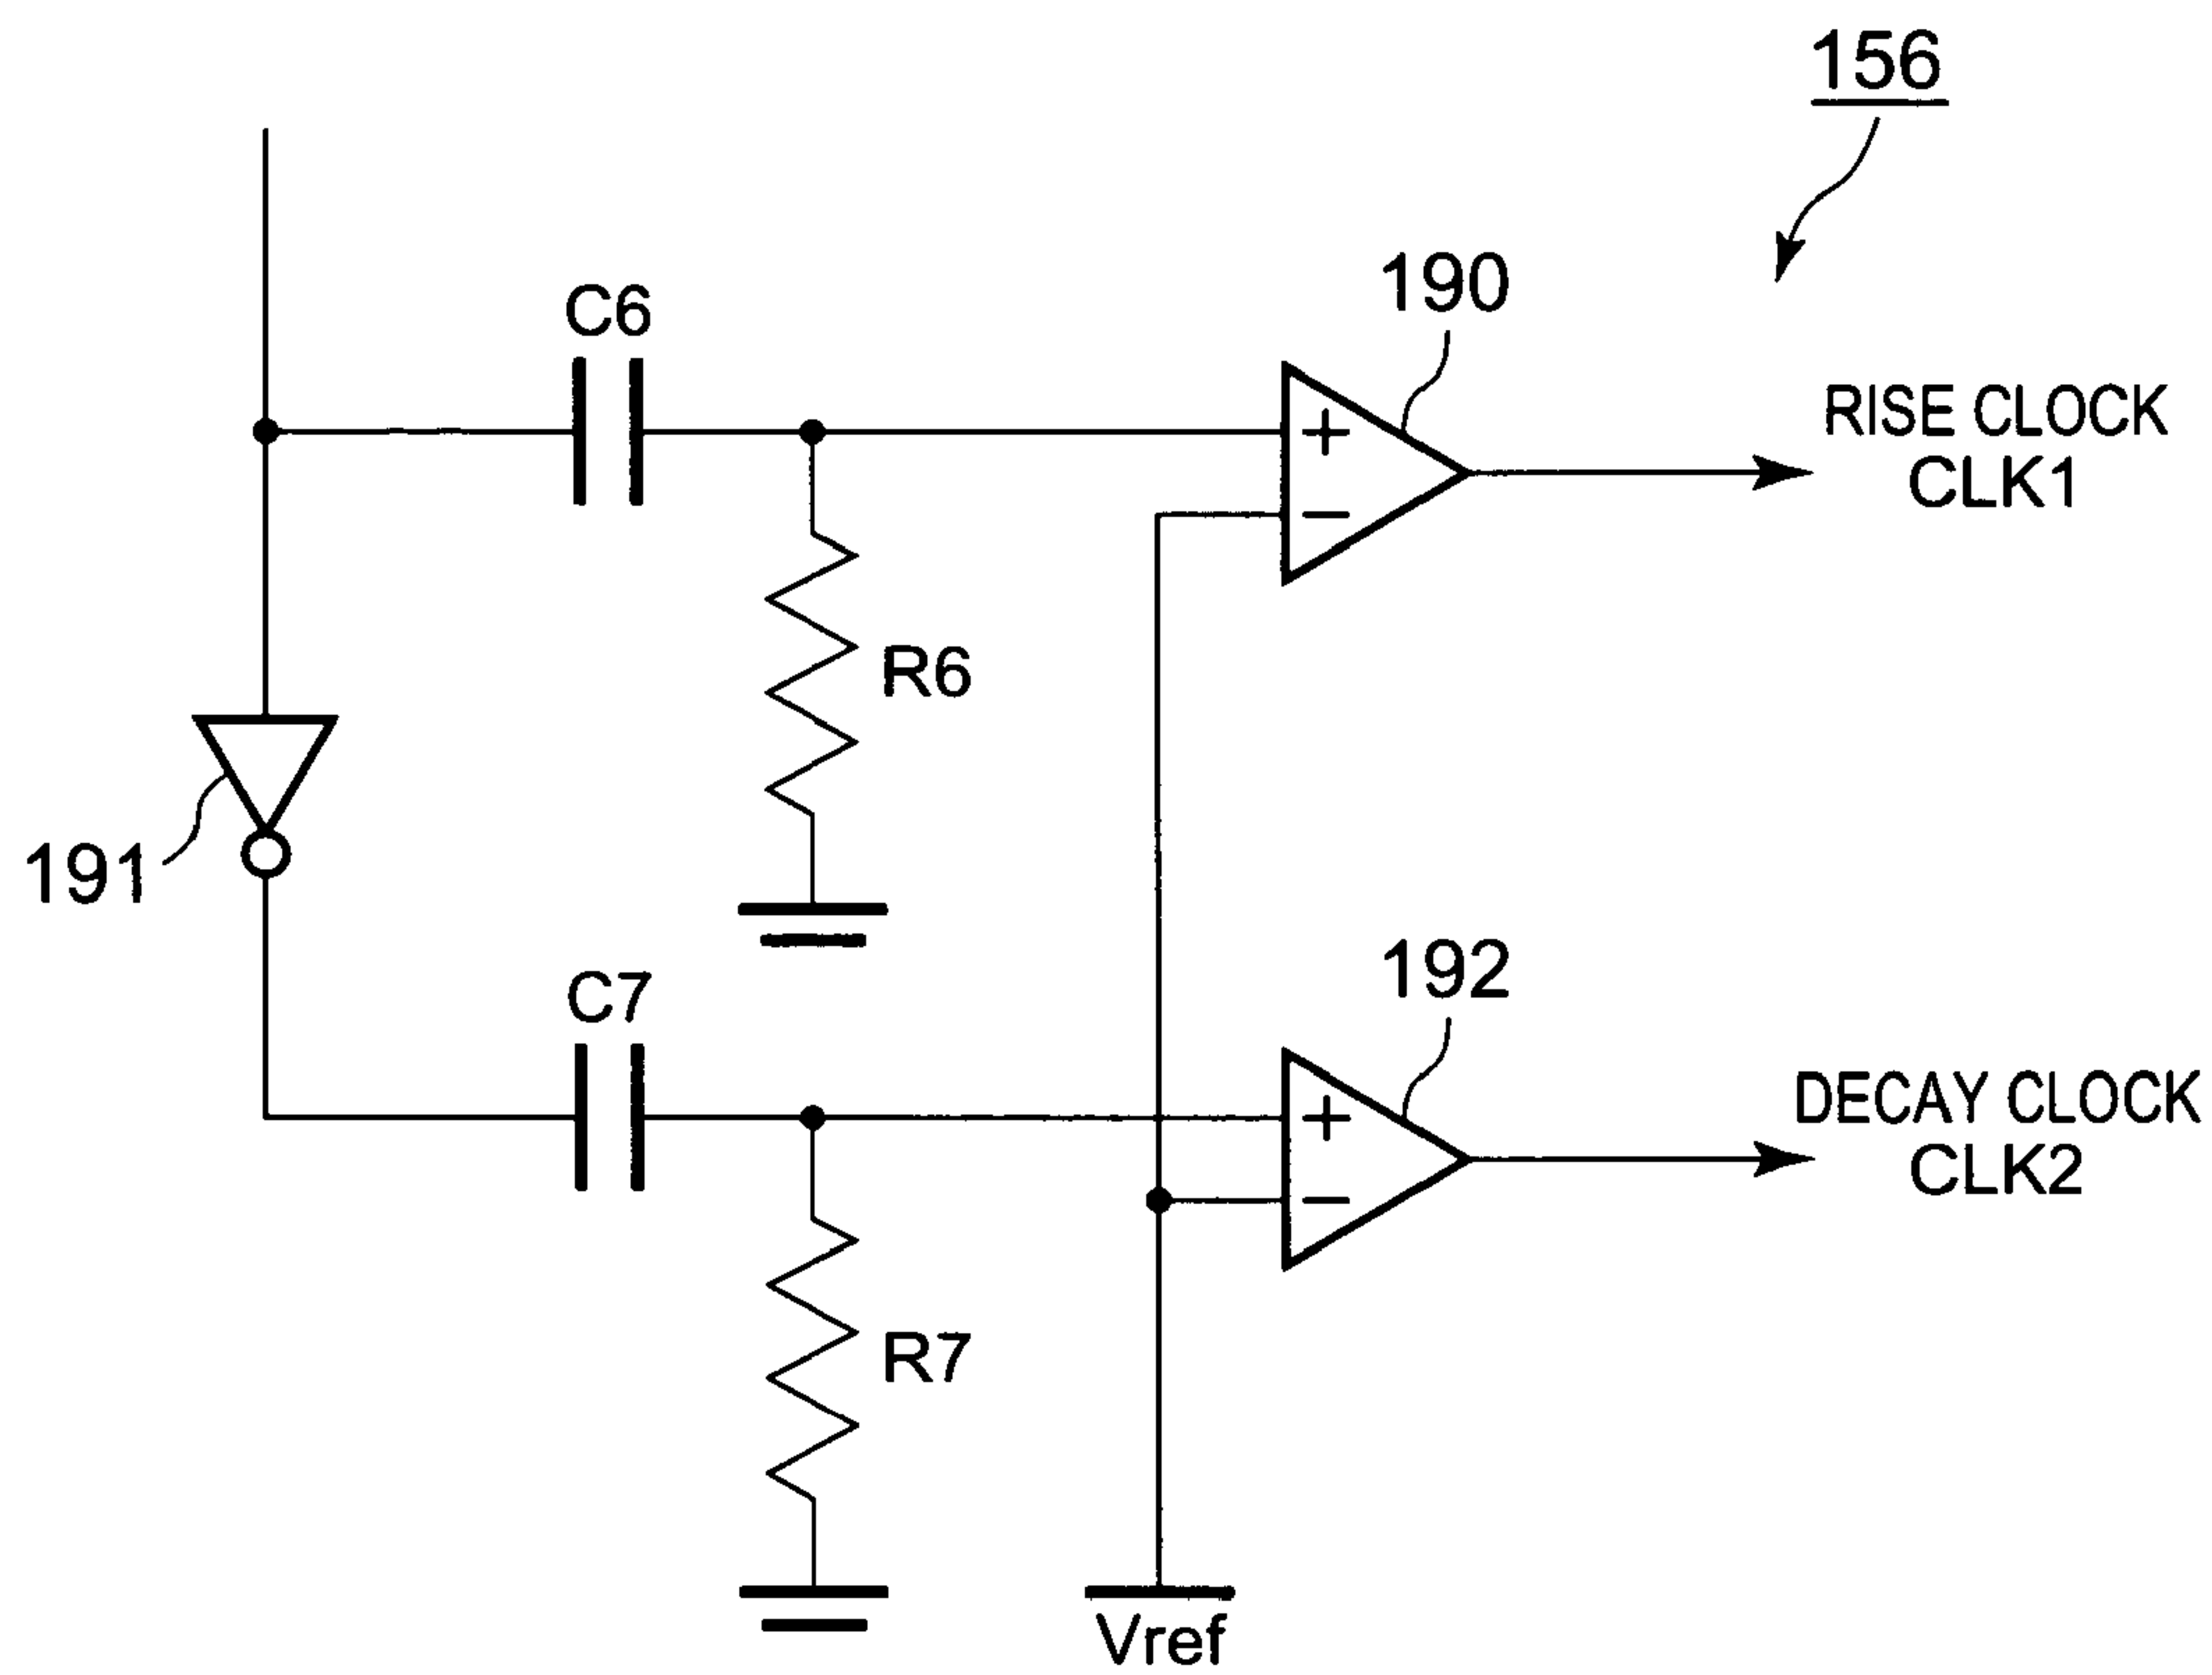 156
190
C6
RISE CLOCK
CLK1
+
−
R6
191
192
C7
DECAY CLOCK
CLK2
+
−
R7
Vref